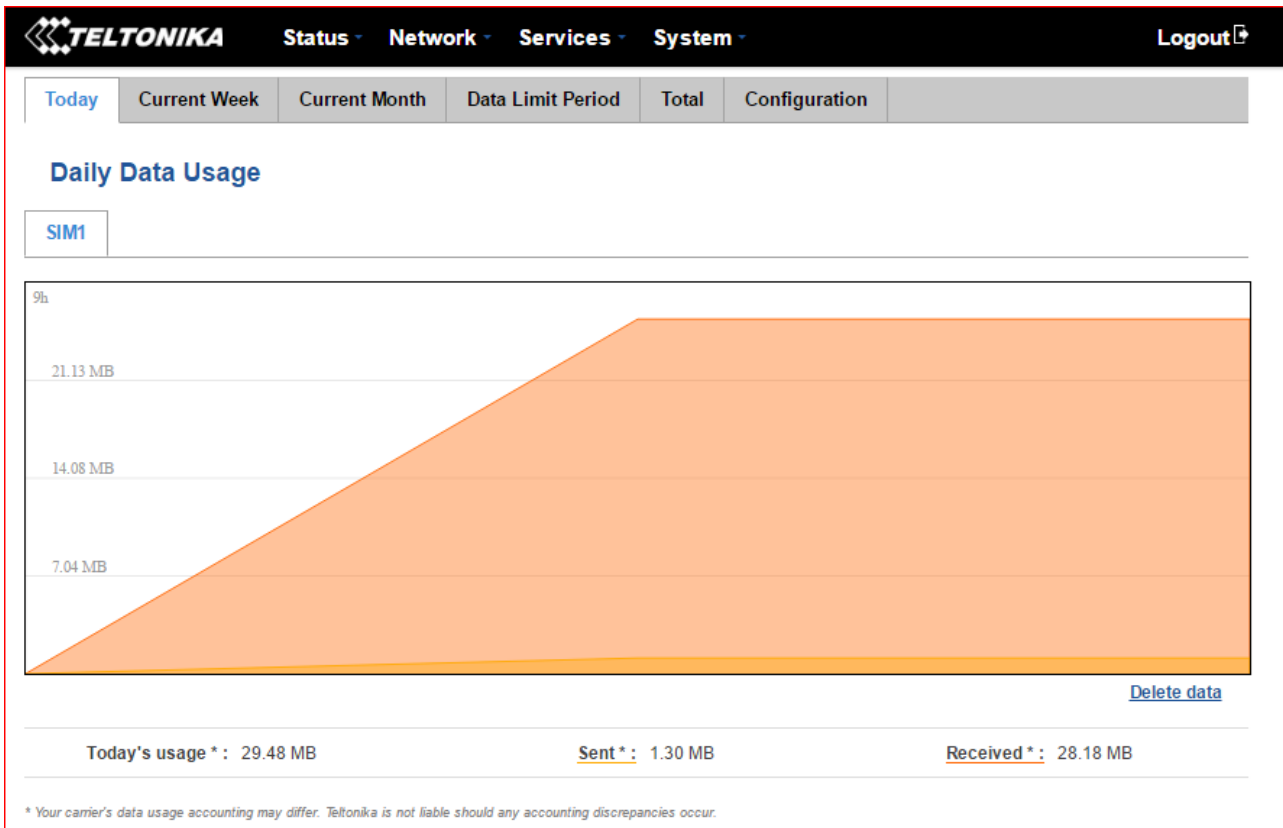 TELTONIKA Status Network Services System Logout
Today Current Week Current Month Data Limit Period Total Configuration
Daily Data Usage
SIM1
9h
21.13 MB
14.08 MB
7.04 MB
Delete data
Today's usage * : 29.48 MB Sent * : 1.30 MB Received * : 28.18 MB
* Your carrier's data usage accounting may differ. Teltonika is not liable should any accounting discrepancies occur.